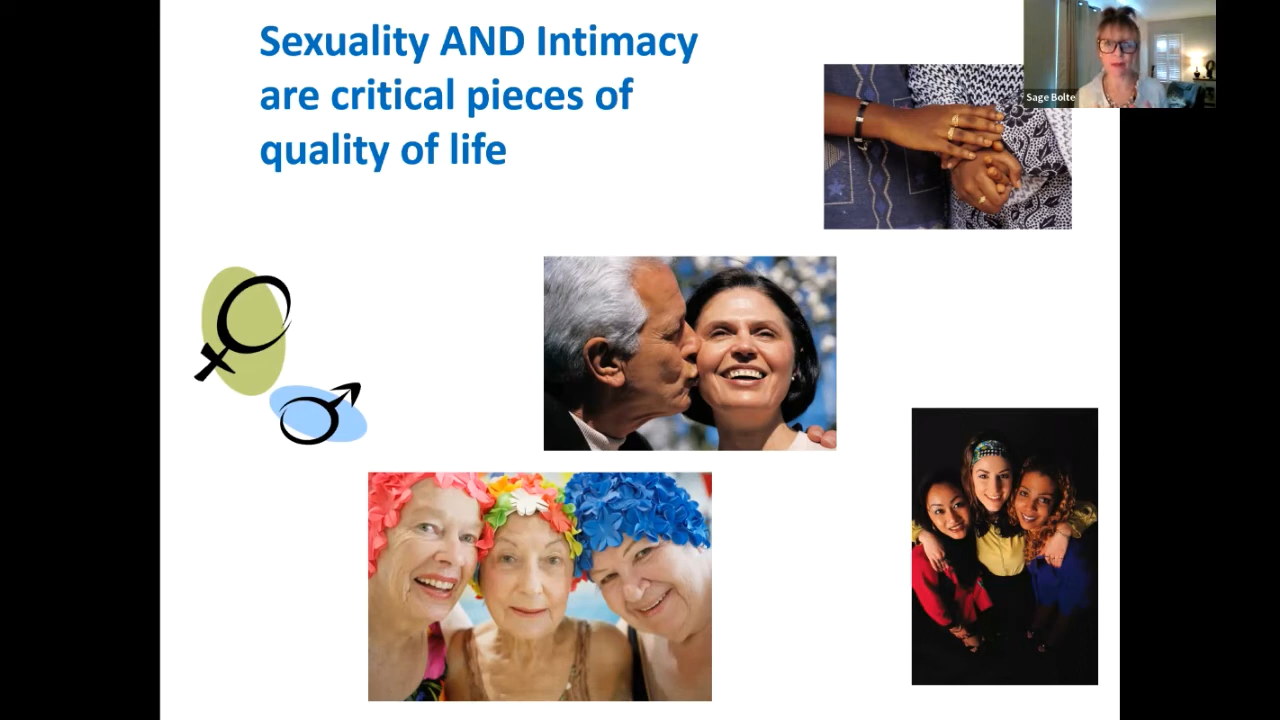 Sexuality AND Intimacy
are critical pieces of
quality of life
Sage Bolte